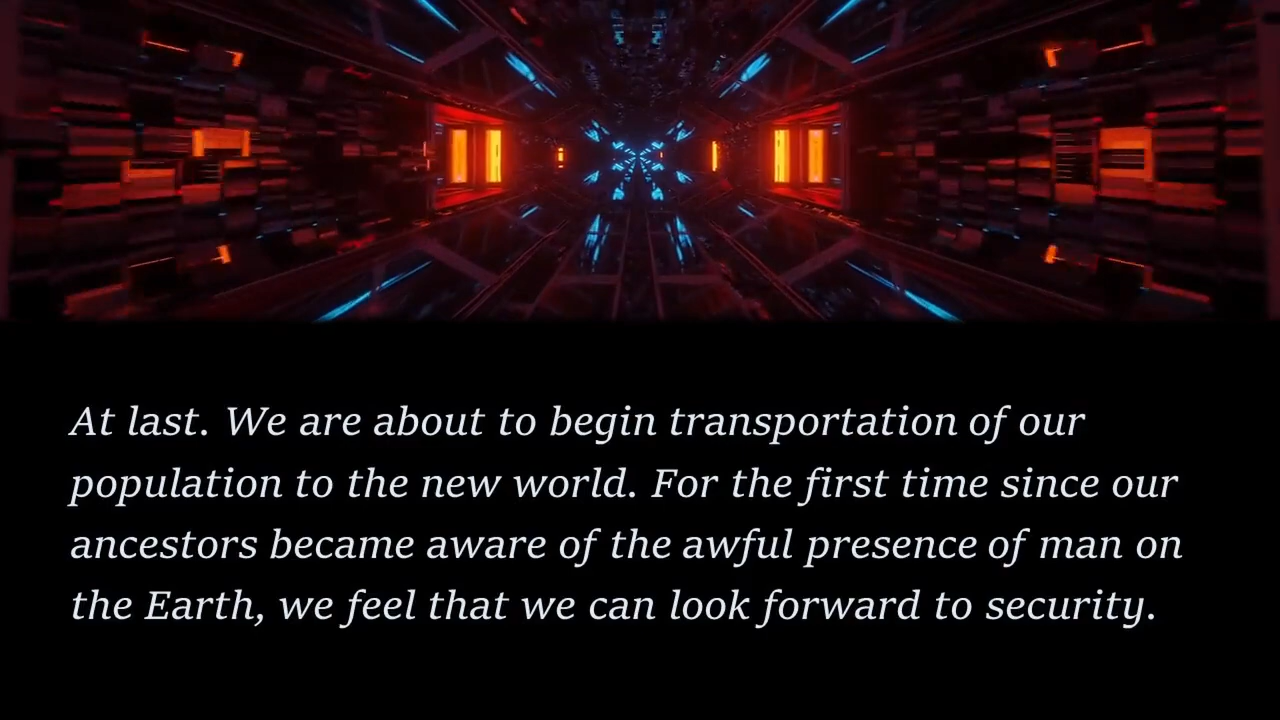 At last. We are about to begin transportation of our
population to the new world. For the first time since our
ancestors became aware of the awful presence of man on
the Earth, we feel that we can look forward to security.